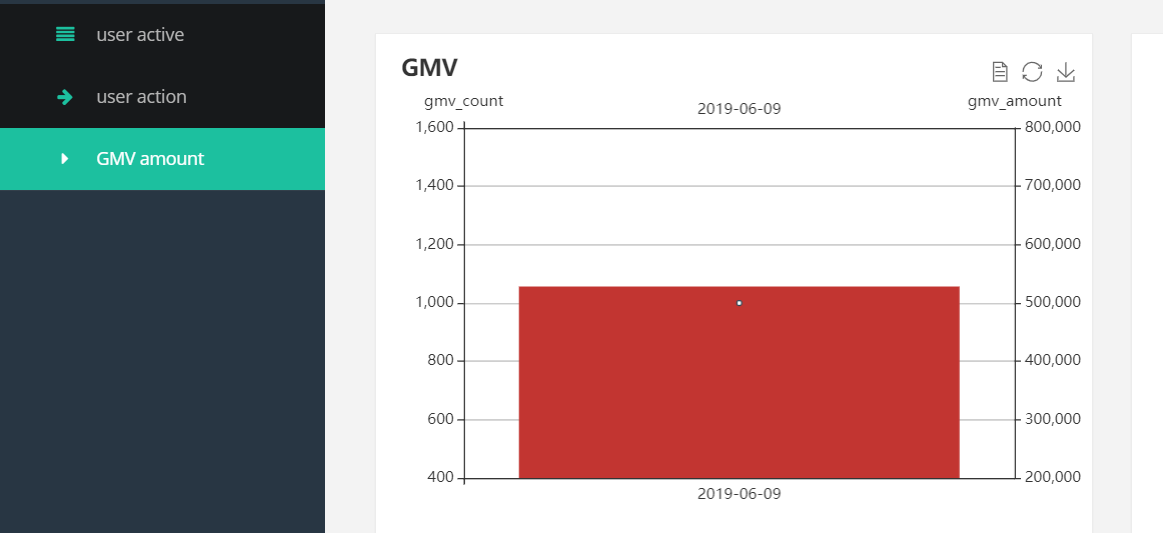 user active
user action
GMV amount
GMV
gmv_count
2019-06-09
gmv_amount
1,600
800,000
1,400
700,000
1,200
600,000
1,000
500,000
800
400,000
600
300,000
400
200,000
2019-06-09